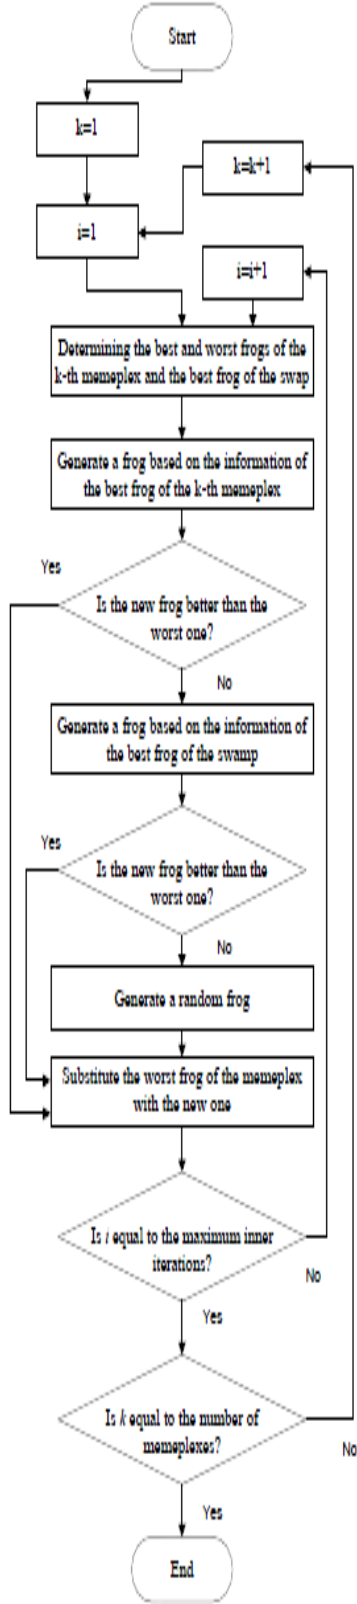 Start
k=1
k=k+1
i=1
i=i+1
Determining the best and worst frogs of the
k-th memeplex and the best frog of the swap
Generate a frog based on the information of
the best frog of the k-th memeplex
Yes
Is the new frog better than the
worst one?
No
Generate a frog based on the information of
the best frog of the swamp
Yes
Is the new frog better than the
worst one?
No
Generate a random frog
Substitute the worst frog of the memeplex
with the new one
Is i equal to the maximum inner
iterations?
No
Yes
Is k equal to the number of
memeplexes?
No
Yes
End